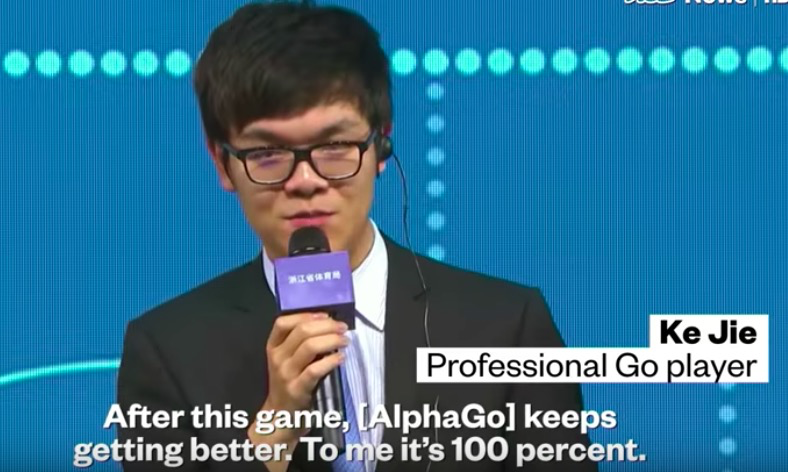 News
浙江省体育局
Ke Jie
Professional Go player
After this game, [AlphaGo] keeps
getting better. To me it's 100 percent.